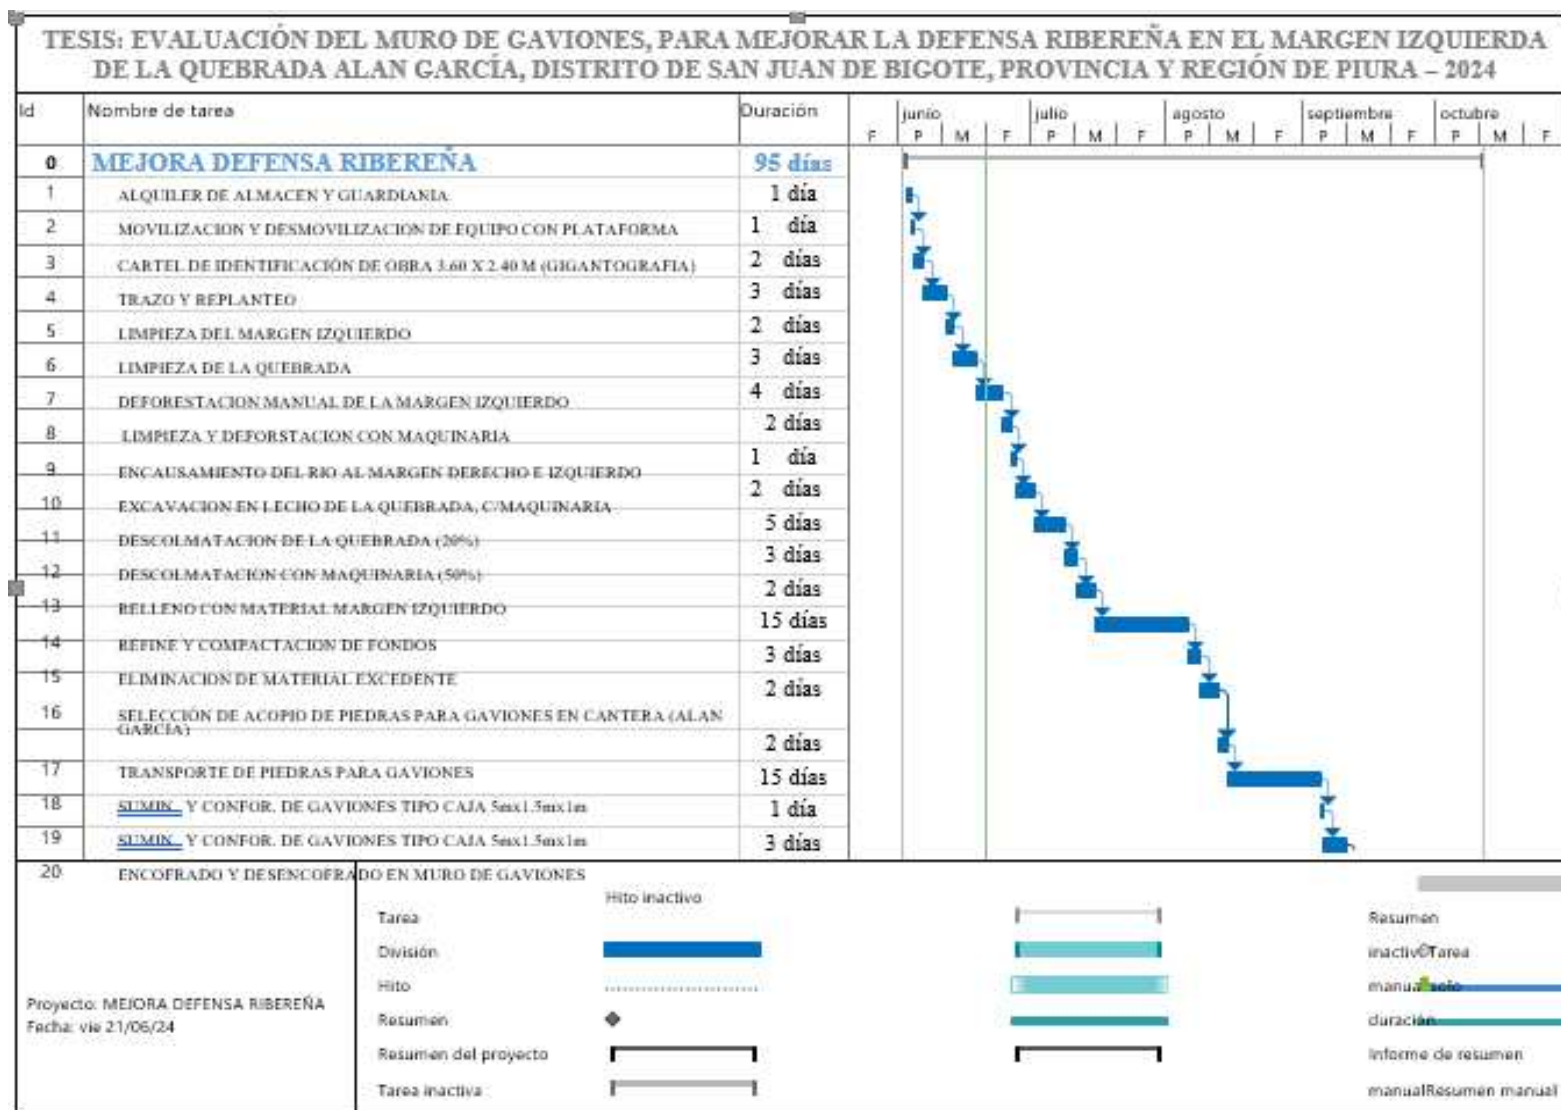 TESIS: EVALUACIÓN DEL MURO DE GAVIONES, PARA MEJORAR LA DEFENSA RIBEREÑA EN EL MARGEN IZQUIERDA
DE LA QUEBRADA ALAN GARCÍA, DISTRITO DE SAN JUAN DE BIGOTE, PROVINCIA Y REGIÓN DE PIURA – 2024
Id Nombre de tarea Duración junio julio agosto septiembre octubre
F P M F P M F P M F P M F P M F
0 MEJORA DEFENSA RIBEREÑA 95 días
1 ALQUILER DE ALMACEN Y GUARDIANIA 1 día
2 MOVILIZACION Y DESMOVILIZACION DE EQUIPO CON PLATAFORMA 1 día
3 CARTEL DE IDENTIFICACIÓN DE OBRA 3.60 X 2.40 M (GIGANTOGRAFIA) 2 días
4 TRAZO Y REPLANTEO 3 días
5 LIMPIEZA DEL MARGEN IZQUIERDO 2 días
6 LIMPIEZA DE LA QUEBRADA 3 días
7 DEFORESTACION MANUAL DE LA MARGEN IZQUIERDO 4 días
8 LIMPIEZA Y DEFORSTACION CON MAQUINARIA 2 días
9 ENCAUSAMIENTO DEL RIO AL MARGEN DERECHO E IZQUIERDO 1 día
10 EXCAVACION EN LECHO DE LA QUEBRADA, C/MAQUINARIA 2 días
11 DESCOLMATACION DE LA QUEBRADA (20%) 5 días
12 DESCOLMATACION CON MAQUINARIA (50%) 3 días
13 RELLENO CON MATERIAL MARGEN IZQUIERDO 2 días
14 REFINE Y COMPACTACION DE FONDOS 15 días
15 ELIMINACION DE MATERIAL EXCEDENTE 3 días
16 SELECCIÓN DE ACOPIO DE PIEDRAS PARA GAVIONES EN CANTERA (ALAN 2 días
GARCIA)
17 TRANSPORTE DE PIEDRAS PARA GAVIONES 2 días
18 SUMIN. Y CONFOR. DE GAVIONES TIPO CAJA 5mx1.5mx1m 15 días
19 SUMIN. Y CONFOR. DE GAVIONES TIPO CAJA 5mx1.5mx1m 1 día
20 ENCOFRADO Y DESENCOFRADO EN MURO DE GAVIONES 3 días
Proyecto: MEJORA DEFENSA RIBEREÑA
Fecha: vie 21/06/24
Hito inactivo
Tarea Resumen
División inactivo Tarea
Hito manual solo
Resumen duración
Resumen del proyecto Informe de resumen
Tarea inactiva manualResumen manual